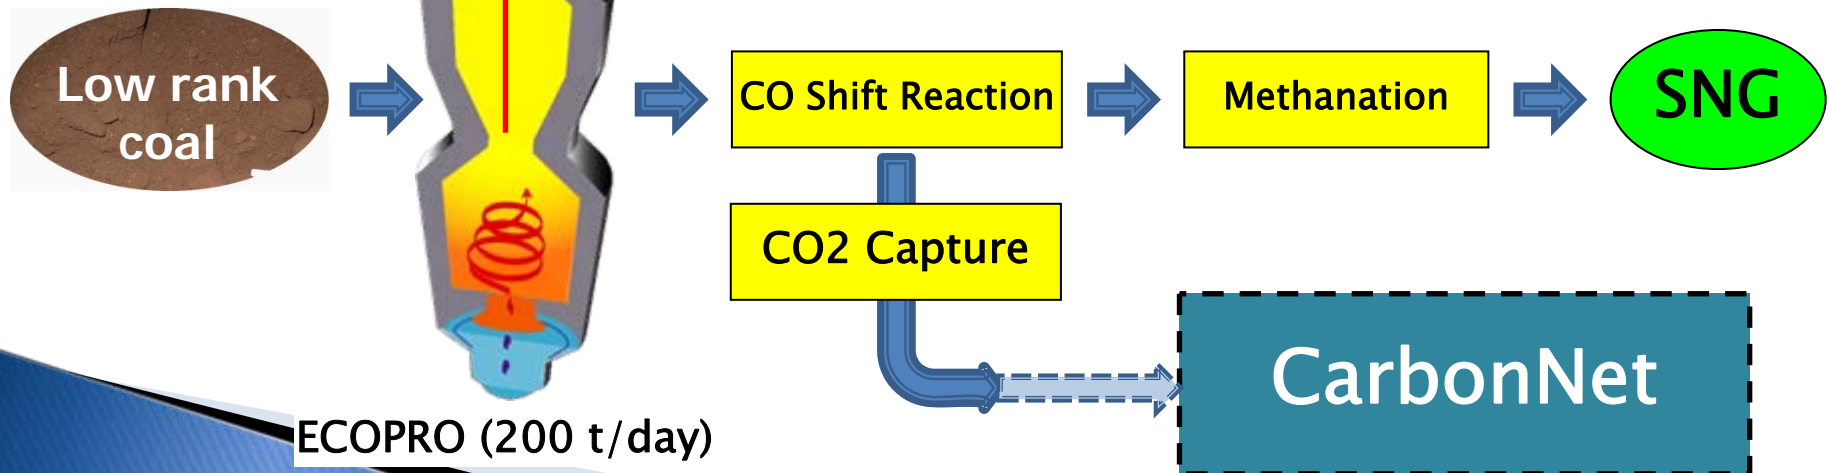 Low rank
coal
CO Shift Reaction
Methanation
SNG
CO2 Capture
CarbonNet
ECOPRO (200 t/day)